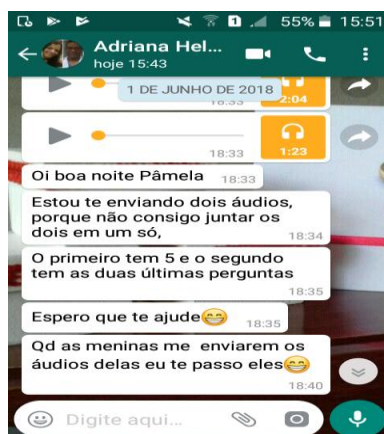 1 55% 15:51
Adriana Hel...
hoje 15:43
1 DE JUNHO DE 2018
18:33 2:04
18:33 1:23
Oi boa noite Pâmela 18:33
Estou te enviando dois áudios,
porque não consigo juntar os
dois em um só, 18:34
O primeiro tem 5 e o segundo
tem as duas últimas perguntas
18:35
Espero que te ajude😁 18:35
Qd as meninas me enviarem os
áudios delas eu te passo eles😁
18:40
Digite aqui...